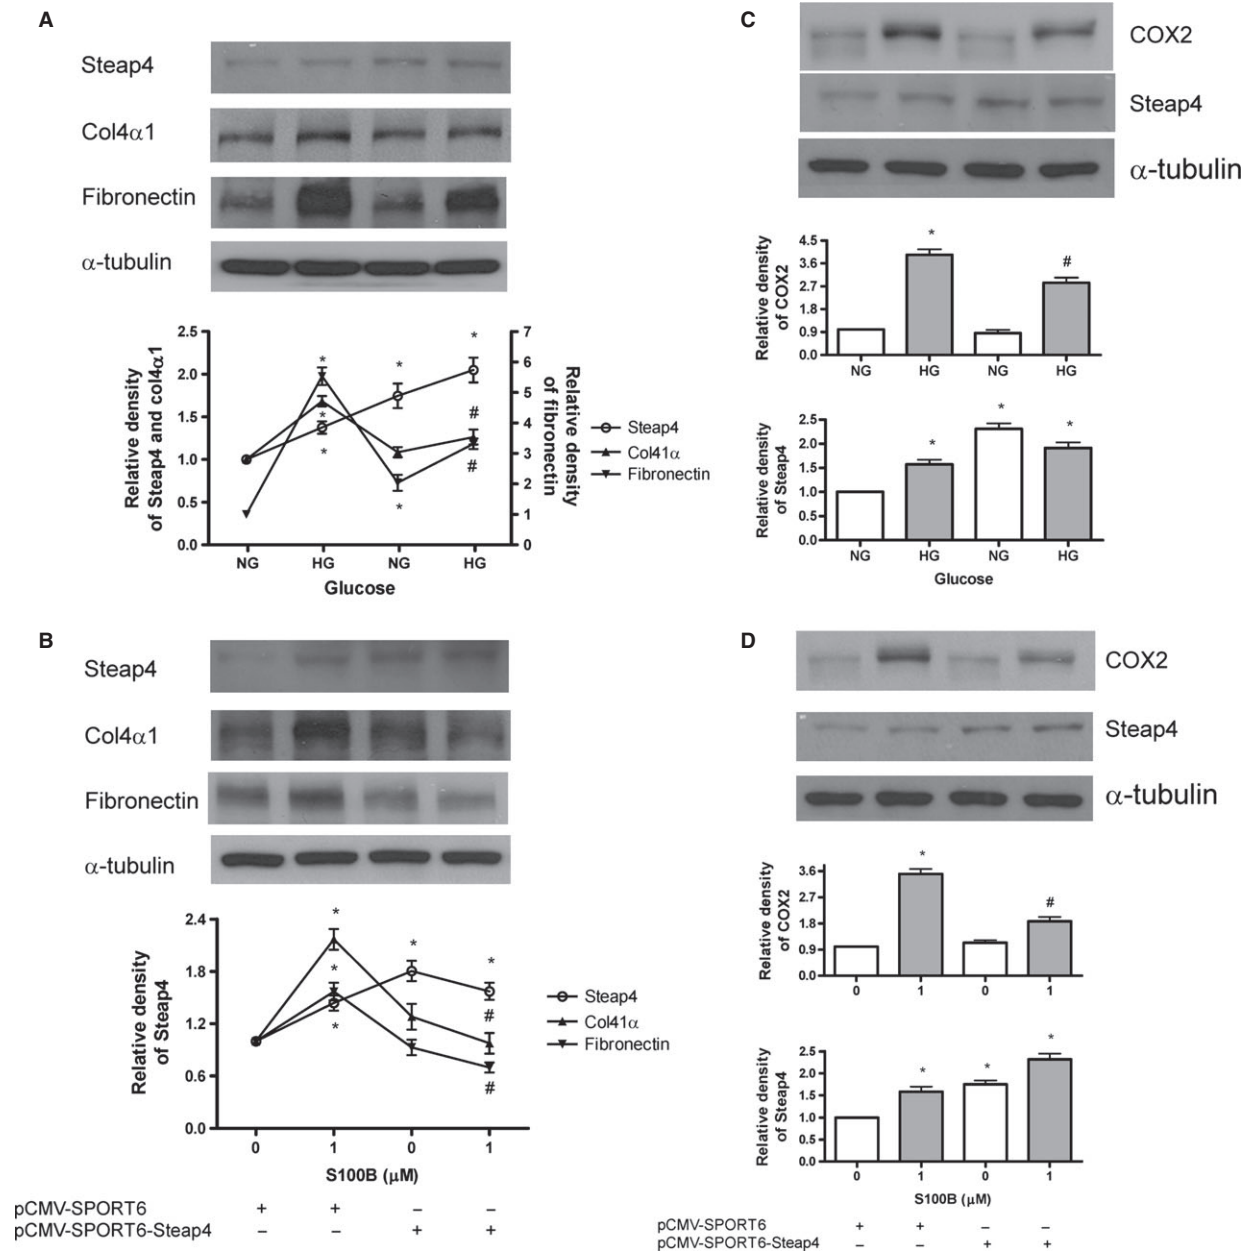 A
Steap4
Col4α1
Fibronectin
α-tubulin
Relative density
of Steap4 and col4α1
2.5
2.0
1.5
1.0
0.5
0.0
* * * * * *
# #
*
7
6
5
4
3
2
1
0
Relative density
of fibronectin
NG HG NG HG
Glucose
Steap4
Col41α
Fibronectin
B
Steap4
Col4α1
Fibronectin
α-tubulin
Relative density
of Steap4
2.4
1.8
1.2
0.6
0.0
* * * * *
# #
0 1 0 1
S100B (μM)
Steap4
Col41α
Fibronectin
pCMV-SPORT6 + + – –
pCMV-SPORT6-Steap4 – – + +
C
COX2
Steap4
α-tubulin
Relative density
of COX2
4.5
3.6
2.7
1.8
0.9
0.0
* #
NG HG NG HG
Relative density
of Steap4
2.5
2.0
1.5
1.0
0.5
0.0
* * *
NG HG NG HG
Glucose
D
COX2
Steap4
α-tubulin
Relative density
of COX2
3.6
2.7
1.8
0.9
0.0
* #
0 1 0 1
Relative density
of Steap4
2.5
2.0
1.5
1.0
0.5
0.0
* * *
0 1 0 1
S100B (μM)
pCMV-SPORT6 + + – –
pCMV-SPORT6-Steap4 – – + +